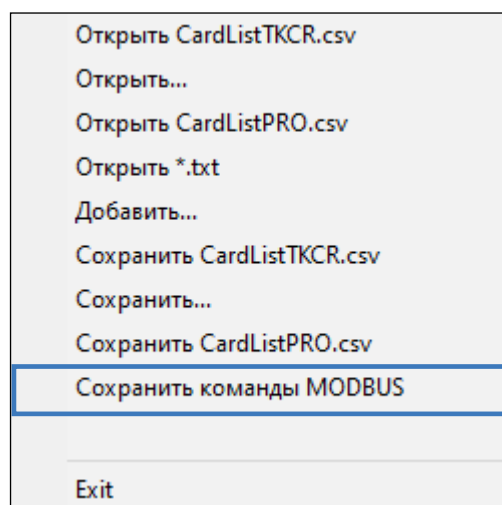 Открыть CardListTKCR.csv
Открыть...
Открыть CardListPRO.csv
Открыть *.txt
Добавить...
Сохранить CardListTKCR.csv
Сохранить...
Сохранить CardListPRO.csv
Сохранить команды MODBUS
Exit